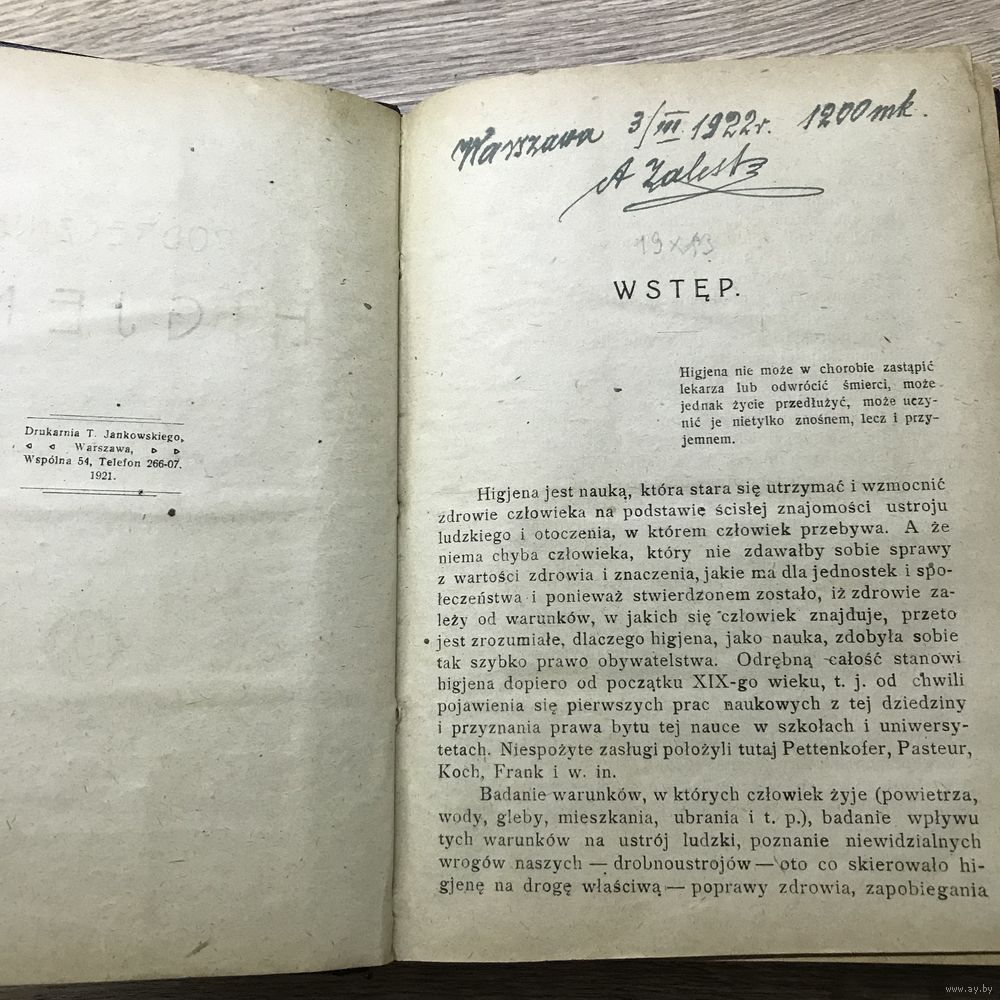 Drukarnia T. Jankowskiego,
Warszawa,
Wspólna 54, Telefon 266-07.
1921.
Warszawa 3/III 1922 r. 1200 mk.
A
19 X 13
WSTĘP.
Higjena nie może w chorobie zastąpić
lekarza lub odwrócić śmierci, może
jednak życie przedłużyć, może uczy-
nić je nietylko znośnem, lecz i przy-
jemnem.
Higjena jest nauką, która stara się utrzymać i wzmocnić
zdrowie człowieka na podstawie ścisłej znajomości ustroju
ludzkiego i otoczenia, w którem człowiek przebywa. A że
niema chyba człowieka, który nie zdawałby sobie sprawy
z wartości zdrowia i znaczenia, jakie ma dla jednostek i spo-
łeczeństwa i ponieważ stwierdzonem zostało, iż zdrowie za-
leży od warunków, w jakich się człowiek znajduje, przeto
jest zrozumiałe, dlaczego higjena, jako nauka, zdobyła sobie
tak szybko prawo obywatelstwa. Odrębną całość stanowi
higjena dopiero od początku XIX-go wieku, t. j. od chwili
pojawienia się pierwszych prac naukowych z tej dziedziny
i przyznania prawa bytu tej nauce w szkołach i uniwersy-
tetach. Niespożyte zasługi położyli tutaj Pettenkofer, Pasteur,
Koch, Frank i w. in.
Badanie warunków, w których człowiek żyje (powietrza,
wody, gleby, mieszkania, ubrania i t. p.), badanie wpływu
tych warunków na ustrój ludzki, poznanie niewidzialnych
wrogów naszych — drobnoustrojów — oto co skierowało hi-
gjenę na drogę właściwą — poprawy zdrowia, zapobiegania
www.ay.by